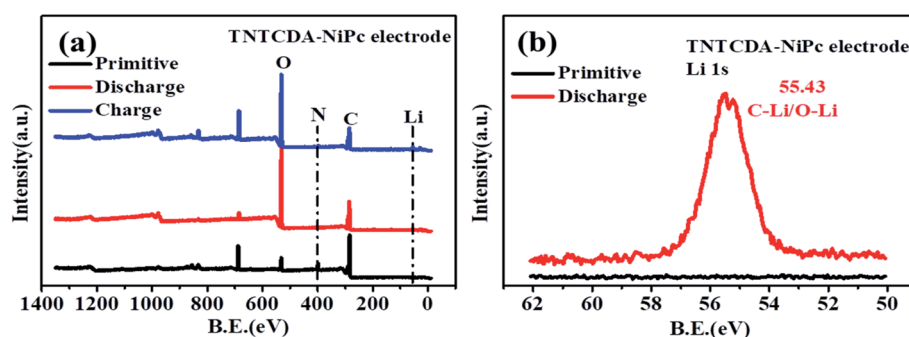 (a)
TNTCDA-NiPc electrode
Primitive
Discharge
Charge
O
N
C
Li
Intensity(a.u.)
1400 1200 1000 800 600 400 200 0
B.E.(eV)
(b)
TNTCDA-NiPc electrode
Li 1s
Primitive
Discharge
55.43
C-Li/O-Li
Intensity(a.u.)
62 60 58 56 54 52 50
B.E.(eV)